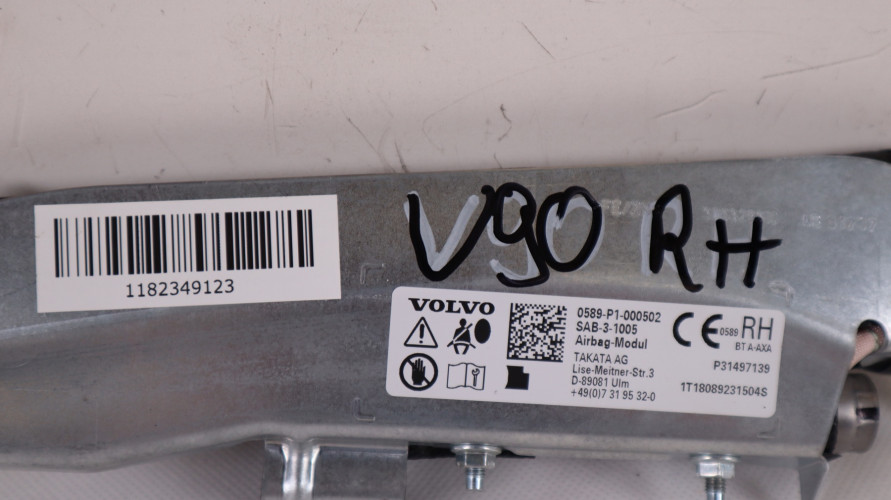 V90 RH
1182349123
VOLVO
0589-P1-000502
SAB-3-1005
Airbag-Modul
TAKATA AG
Lise-Meitner-Str.3
D-89081 Ulm
+49(0)7 31 95 32-0
CE 0589 RH
BT A-AXA
P31497139
1T18089231504S